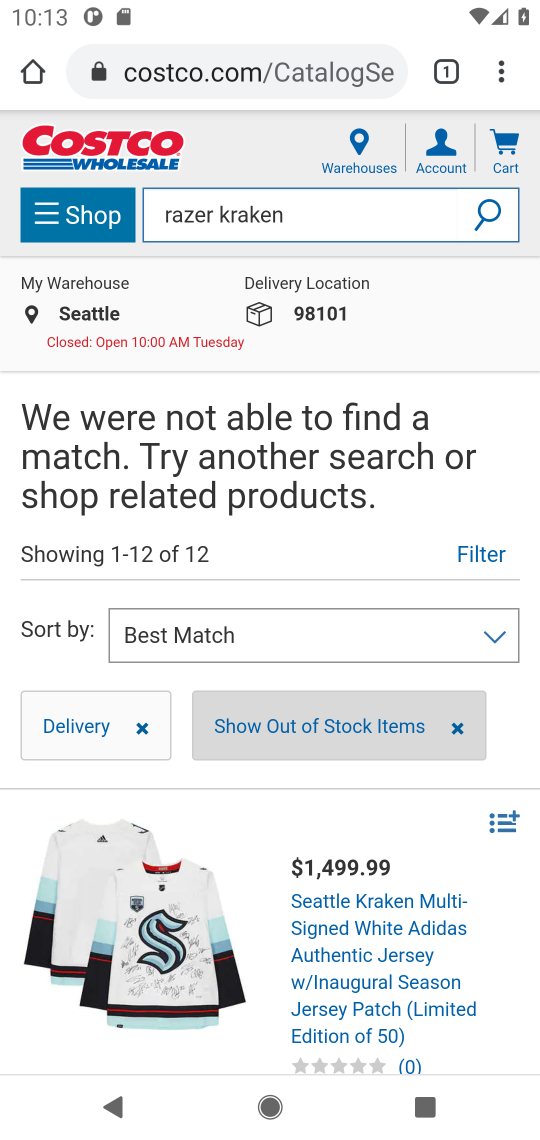 10:13
costco.com/CatalogSe
1
COSTCO
WHOLESALE
Warehouses
Account
Cart
Shop
razer kraken
My Warehouse
Delivery Location
Seattle
98101
Closed: Open 10:00 AM Tuesday
We were not able to find a
match. Try another search or
shop related products.
Showing 1-12 of 12
Filter
Sort by:
Best Match
Delivery
Show Out of Stock Items
$1,499.99
Seattle Kraken Multi-
Signed White Adidas
Authentic Jersey
w/Inaugural Season
Jersey Patch (Limited
Edition of 50)
(0)